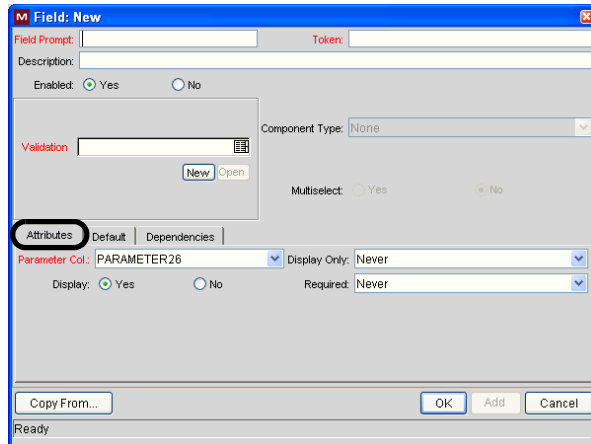 M Field: New
Field Prompt: Token:
Description:
Enabled: Yes No
Component Type: None
Validation
New Open
Multiselect: Yes No
Attributes Default Dependencies
Parameter Col.: PARAMETER26 Display Only: Never
Display: Yes No Required: Never
Copy From... OK Add Cancel
Ready